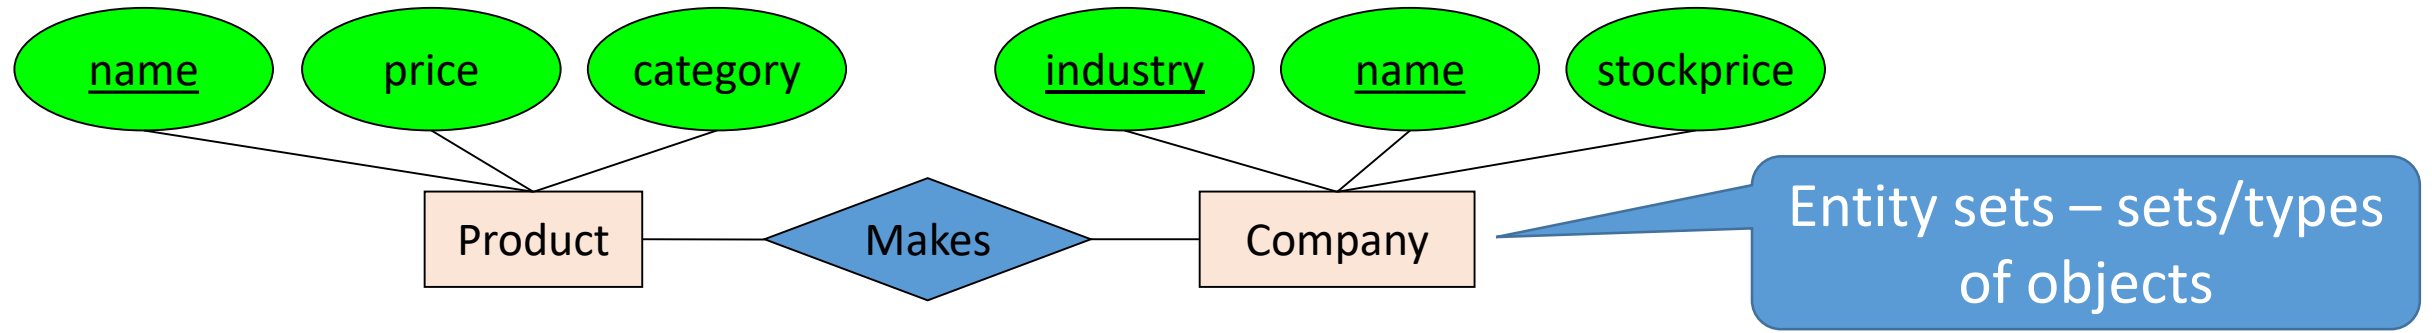 name
price
category
industry
name
stockprice
Product
Makes
Company
Entity sets – sets/types
of objects